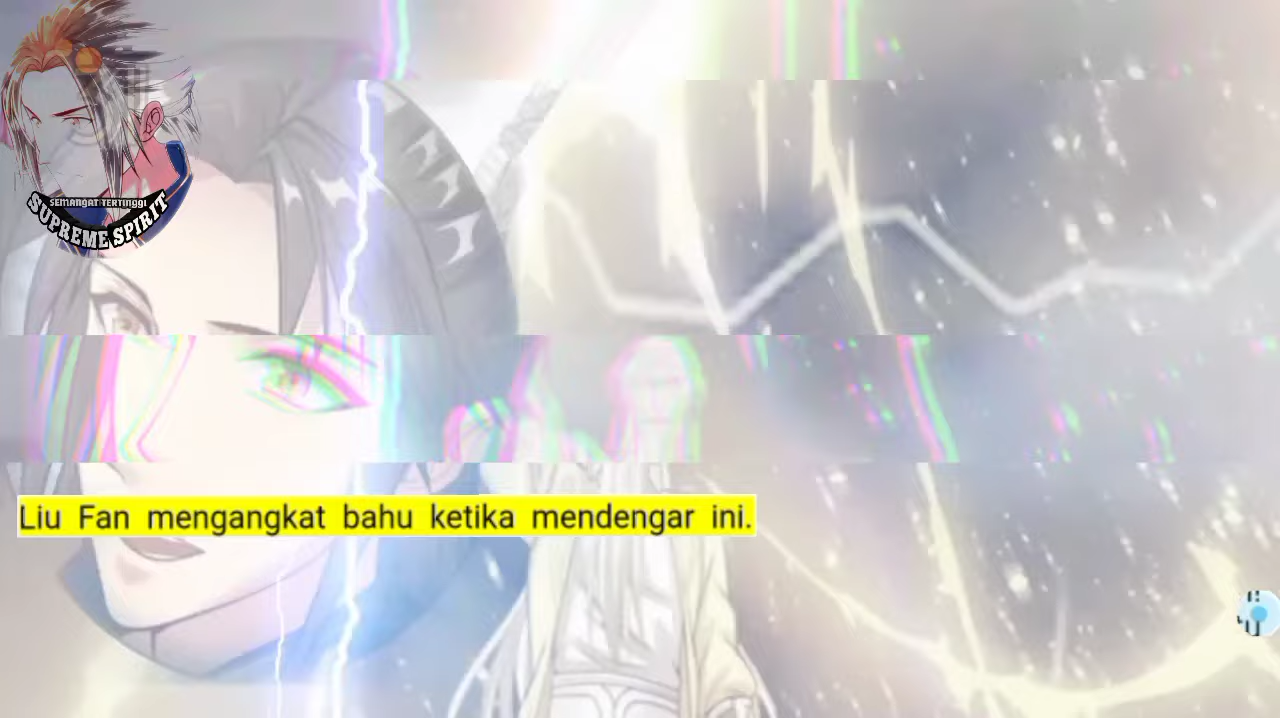 SEMANGAT TERTINGGI
SUPREME SPIRIT
Liu Fan mengangkat bahu ketika mendengar ini.